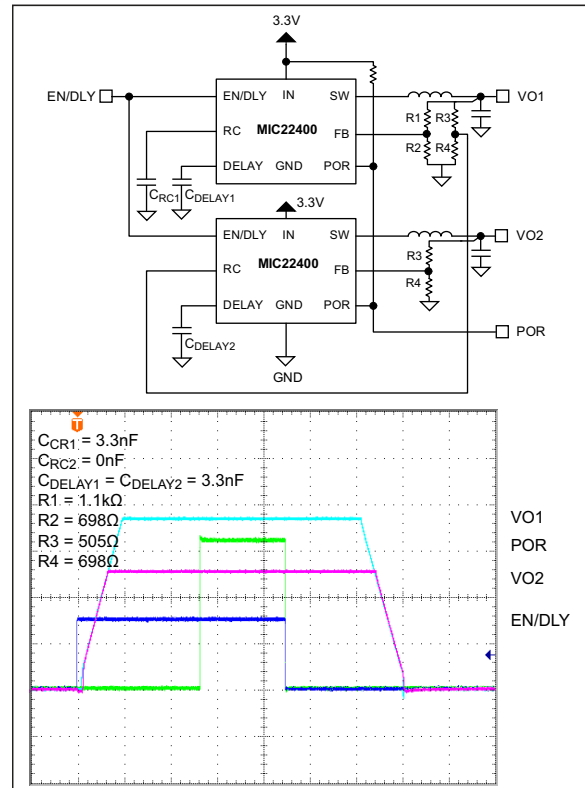 3.3V
EN/DLY
EN/DLY IN SW
VO1
R1 R3
RC
MIC22400
FB
R2 R4
DELAY GND POR
CRC1
CDELAY1
3.3V
EN/DLY IN SW
VO2
R3
RC
MIC22400
FB
R4
DELAY GND POR
POR
CDELAY2
GND
T
CCR1 = 3.3nF
CRC2 = 0nF
CDELAY1 = CDELAY2 = 3.3nF
R1 = 1.1kΩ
R2 = 698Ω
R3 = 505Ω
R4 = 698Ω
VO1
POR
VO2
EN/DLY